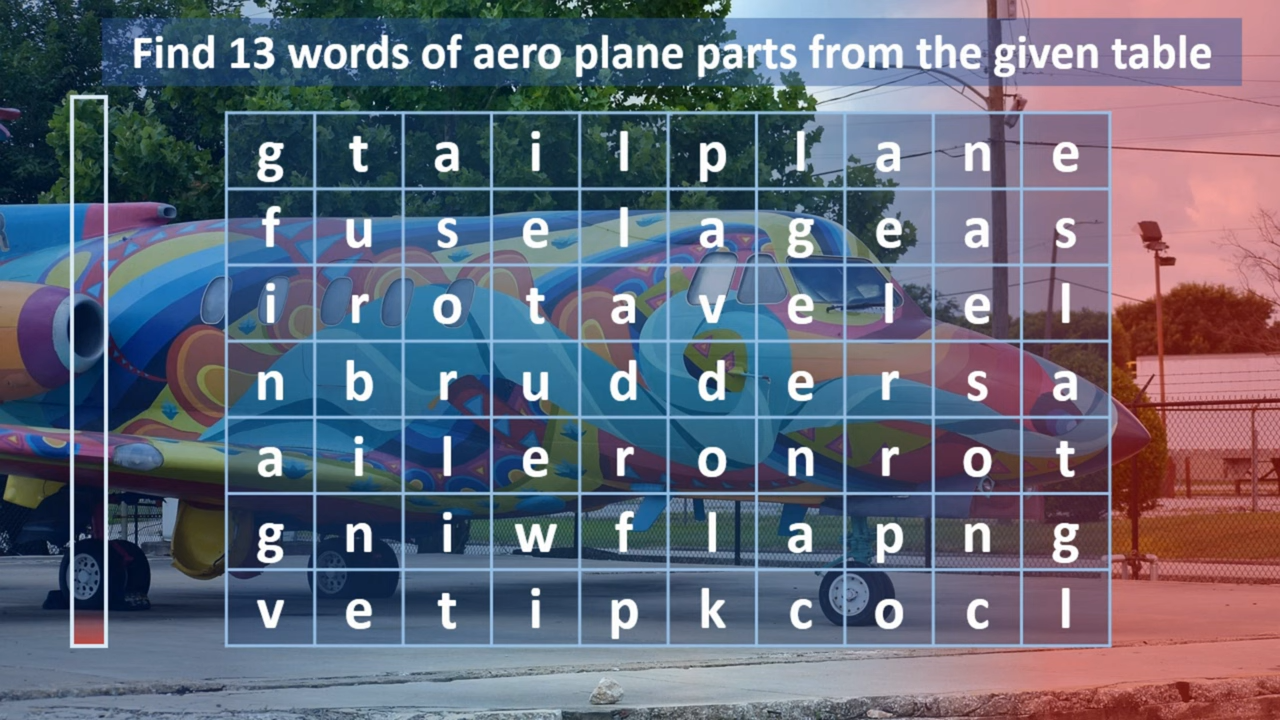 Find 13 words of aero plane parts from the given table
g t a i l p l a n e
f u s e l a g e a s
i r o t a v e l e l
n b r u d d e r s a
a i l e r o n r o t
g n i w f l a p n g
v e t i p k c o c l